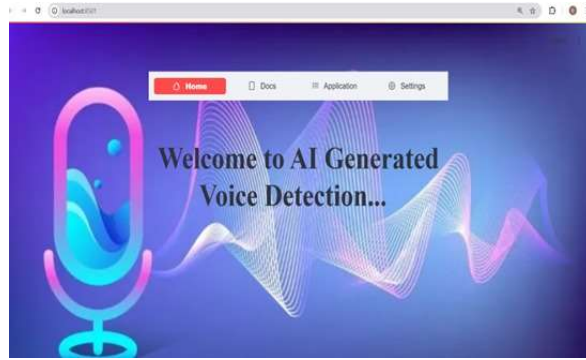 localhost:8501
Home Docs Application Settings
Welcome to AI Generated
Voice Detection...